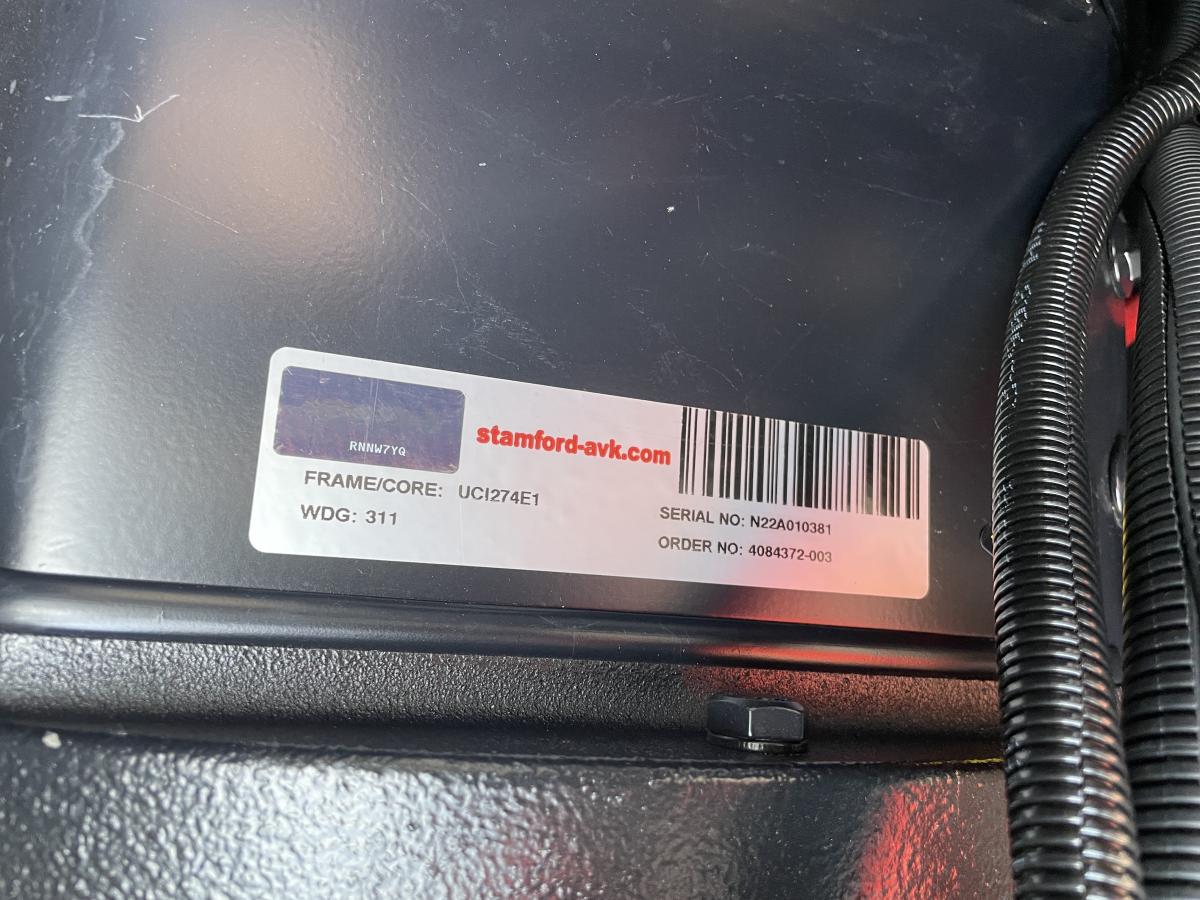 RNNW7YQ
stamford-avk.com
FRAME/CORE: UCI274E1
WDG: 311
SERIAL NO: N22A010381
ORDER NO: 4084372-003